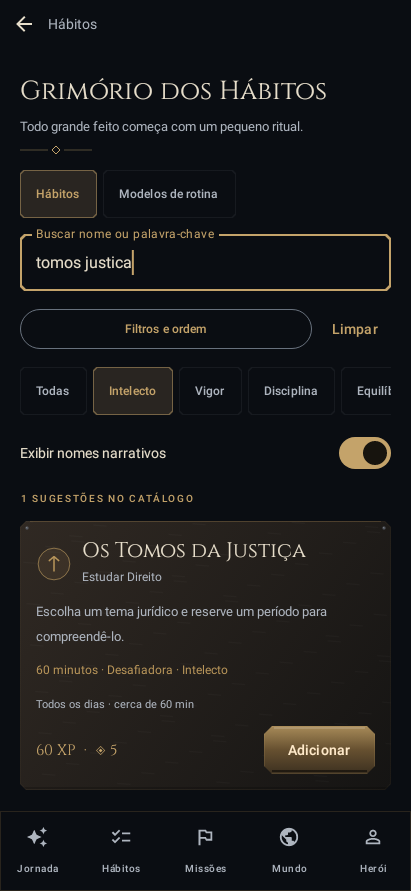 Hábitos
Grimório dos Hábitos
Todo grande feito começa com um pequeno ritual.
Hábitos
Modelos de rotina
Buscar nome ou palavra-chave
tomos justica
Filtros e ordem
Limpar
Todas
Intelecto
Vigor
Disciplina
Equilíb
Exibir nomes narrativos
1 SUGESTÕES NO CATÁLOGO
Os Tomos da Justiça
Estudar Direito
Escolha um tema jurídico e reserve um período para
compreendê-lo.
60 minutos · Desafiadora · Intelecto
Todos os dias · cerca de 60 min
60 XP · 5
Adicionar
Jornada
Hábitos
Missões
Mundo
Herói